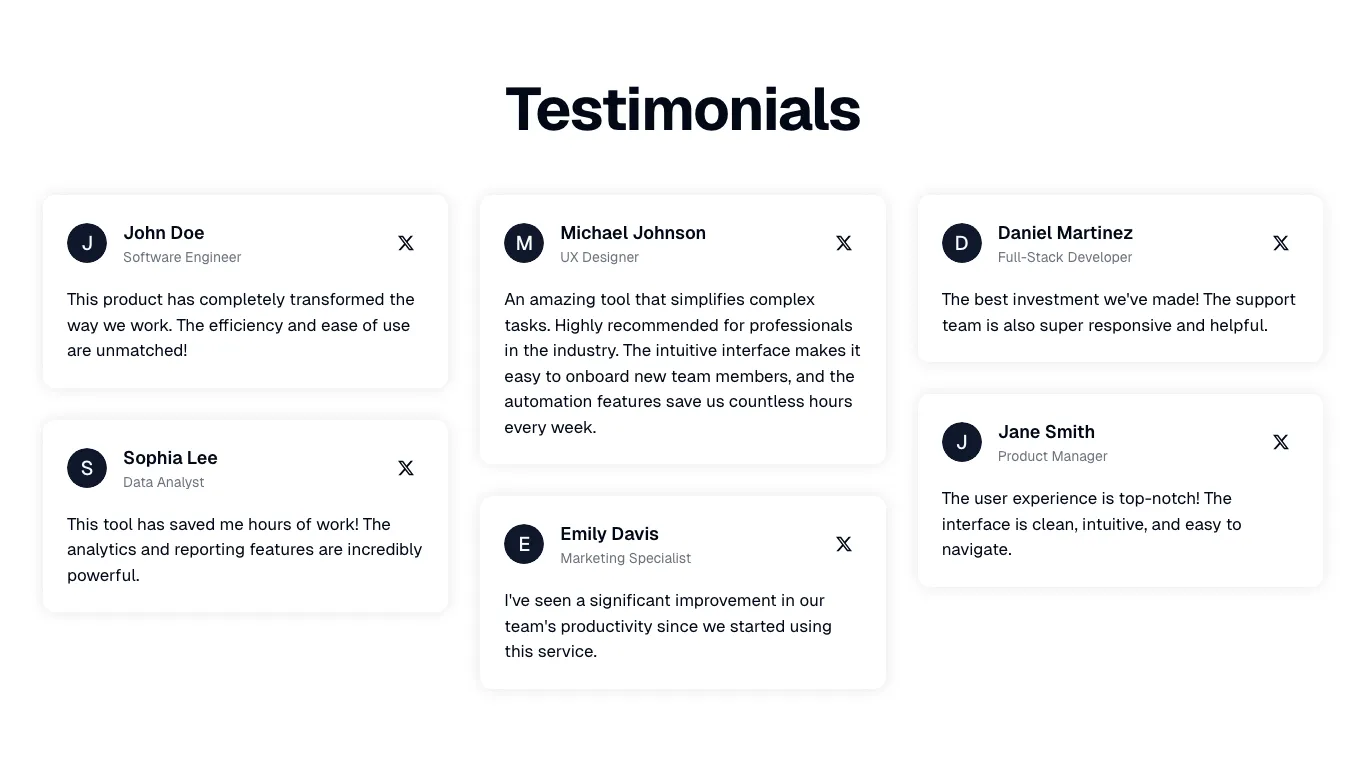 Testimonials
J
John Doe
Software Engineer
This product has completely transformed the
way we work. The efficiency and ease of use
are unmatched!
S
Sophia Lee
Data Analyst
This tool has saved me hours of work! The
analytics and reporting features are incredibly
powerful.
M
Michael Johnson
UX Designer
An amazing tool that simplifies complex
tasks. Highly recommended for professionals
in the industry. The intuitive interface makes it
easy to onboard new team members, and the
automation features save us countless hours
every week.
E
Emily Davis
Marketing Specialist
I've seen a significant improvement in our
team's productivity since we started using
this service.
D
Daniel Martinez
Full-Stack Developer
The best investment we've made! The support
team is also super responsive and helpful.
J
Jane Smith
Product Manager
The user experience is top-notch! The
interface is clean, intuitive, and easy to
navigate.